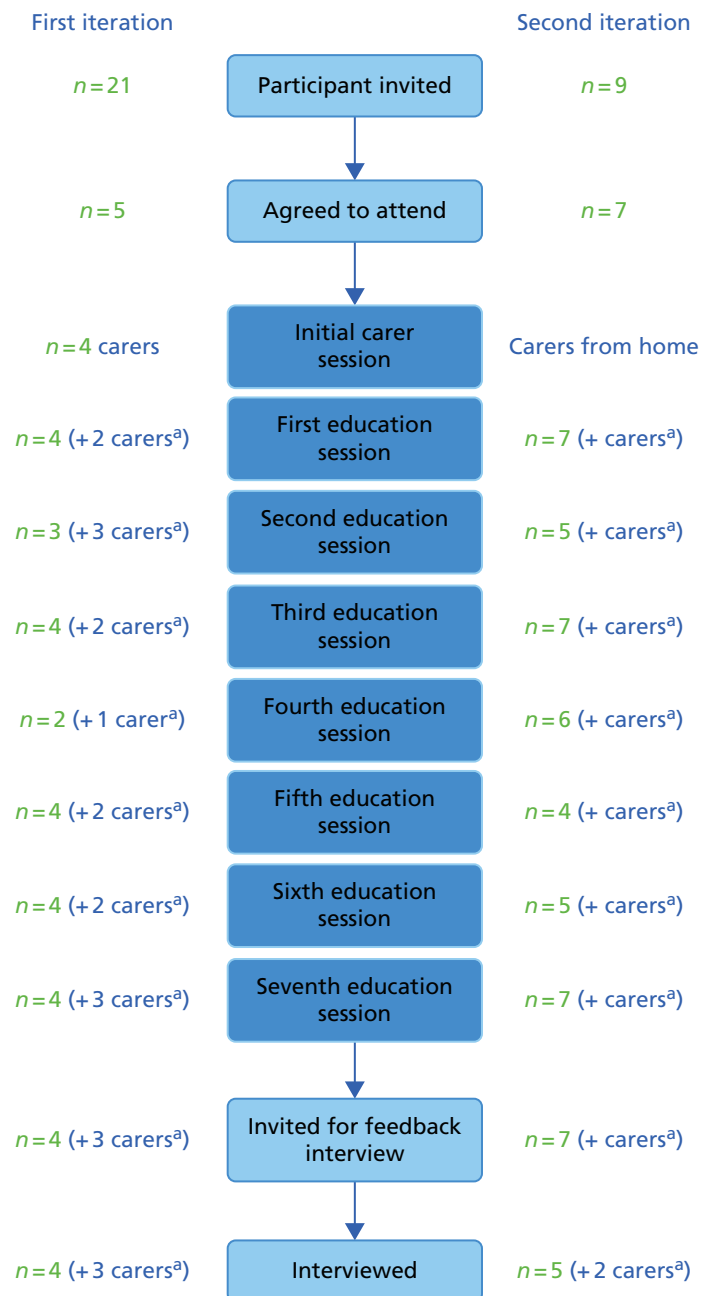 First iteration
Second iteration
n=21
Participant invited
n=9
n=5
Agreed to attend
n=7
n=4 carers
Initial carer
session
Carers from home
n=4 (+2 carersᵃ)
First education
session
n=7 (+ carersᵃ)
n=3 (+3 carersᵃ)
Second education
session
n=5 (+ carersᵃ)
n=4 (+2 carersᵃ)
Third education
session
n=7 (+ carersᵃ)
n=2 (+1 carerᵃ)
Fourth education
session
n=6 (+ carersᵃ)
n=4 (+2 carersᵃ)
Fifth education
session
n=4 (+ carersᵃ)
n=4 (+2 carersᵃ)
Sixth education
session
n=5 (+ carersᵃ)
n=4 (+3 carersᵃ)
Seventh education
session
n=7 (+ carersᵃ)
n=4 (+3 carersᵃ)
Invited for feedback
interview
n=7 (+ carersᵃ)
n=4 (+3 carersᵃ)
Interviewed
n=5 (+2 carersᵃ)